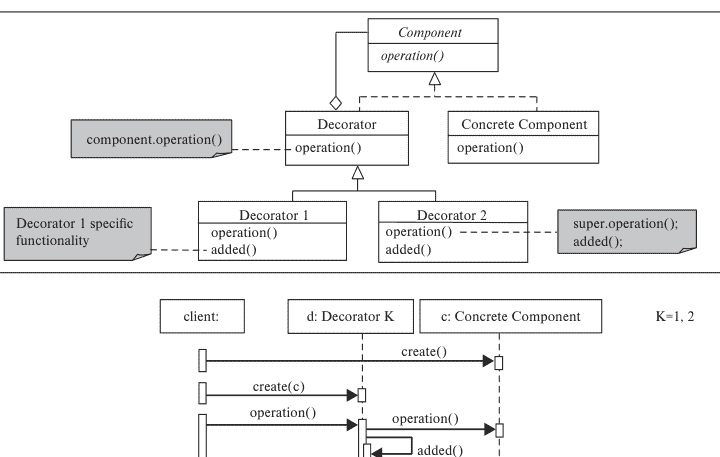 Component
operation()
Decorator
operation()
Concrete Component
operation()
component.operation()
Decorator 1
operation()
added()
Decorator 2
operation()
added()
Decorator 1 specific
functionality
super.operation();
added();
client:
d: Decorator K
c: Concrete Component
K=1, 2
create()
create(c)
operation()
operation()
added()